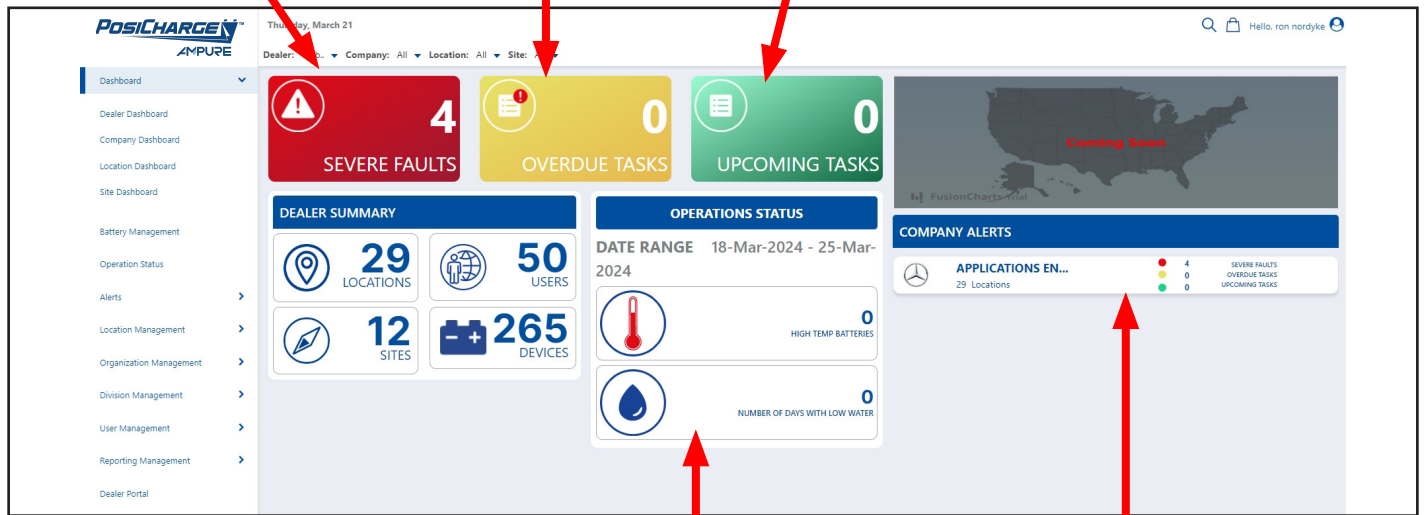 POSICHARGE™
AMPURE
Thursday, March 21
Hello, ron nordyke
Dealer: Company: All Location: All Site:
Dashboard
Dealer Dashboard
Company Dashboard
Location Dashboard
Site Dashboard
Battery Management
Operation Status
Alerts
Location Management
Organization Management
Division Management
User Management
Reporting Management
Dealer Portal
4
SEVERE FAULTS
0
OVERDUE TASKS
0
UPCOMING TASKS
Coming Soon
FusionCharts Trial
DEALER SUMMARY
29
LOCATIONS
50
USERS
12
SITES
265
DEVICES
OPERATIONS STATUS
DATE RANGE 18-Mar-2024 - 25-Mar-
2024
0
HIGH TEMP BATTERIES
0
NUMBER OF DAYS WITH LOW WATER
COMPANY ALERTS
APPLICATIONS EN...
29 Locations
4 SEVERE FAULTS
0 OVERDUE TASKS
0 UPCOMING TASKS